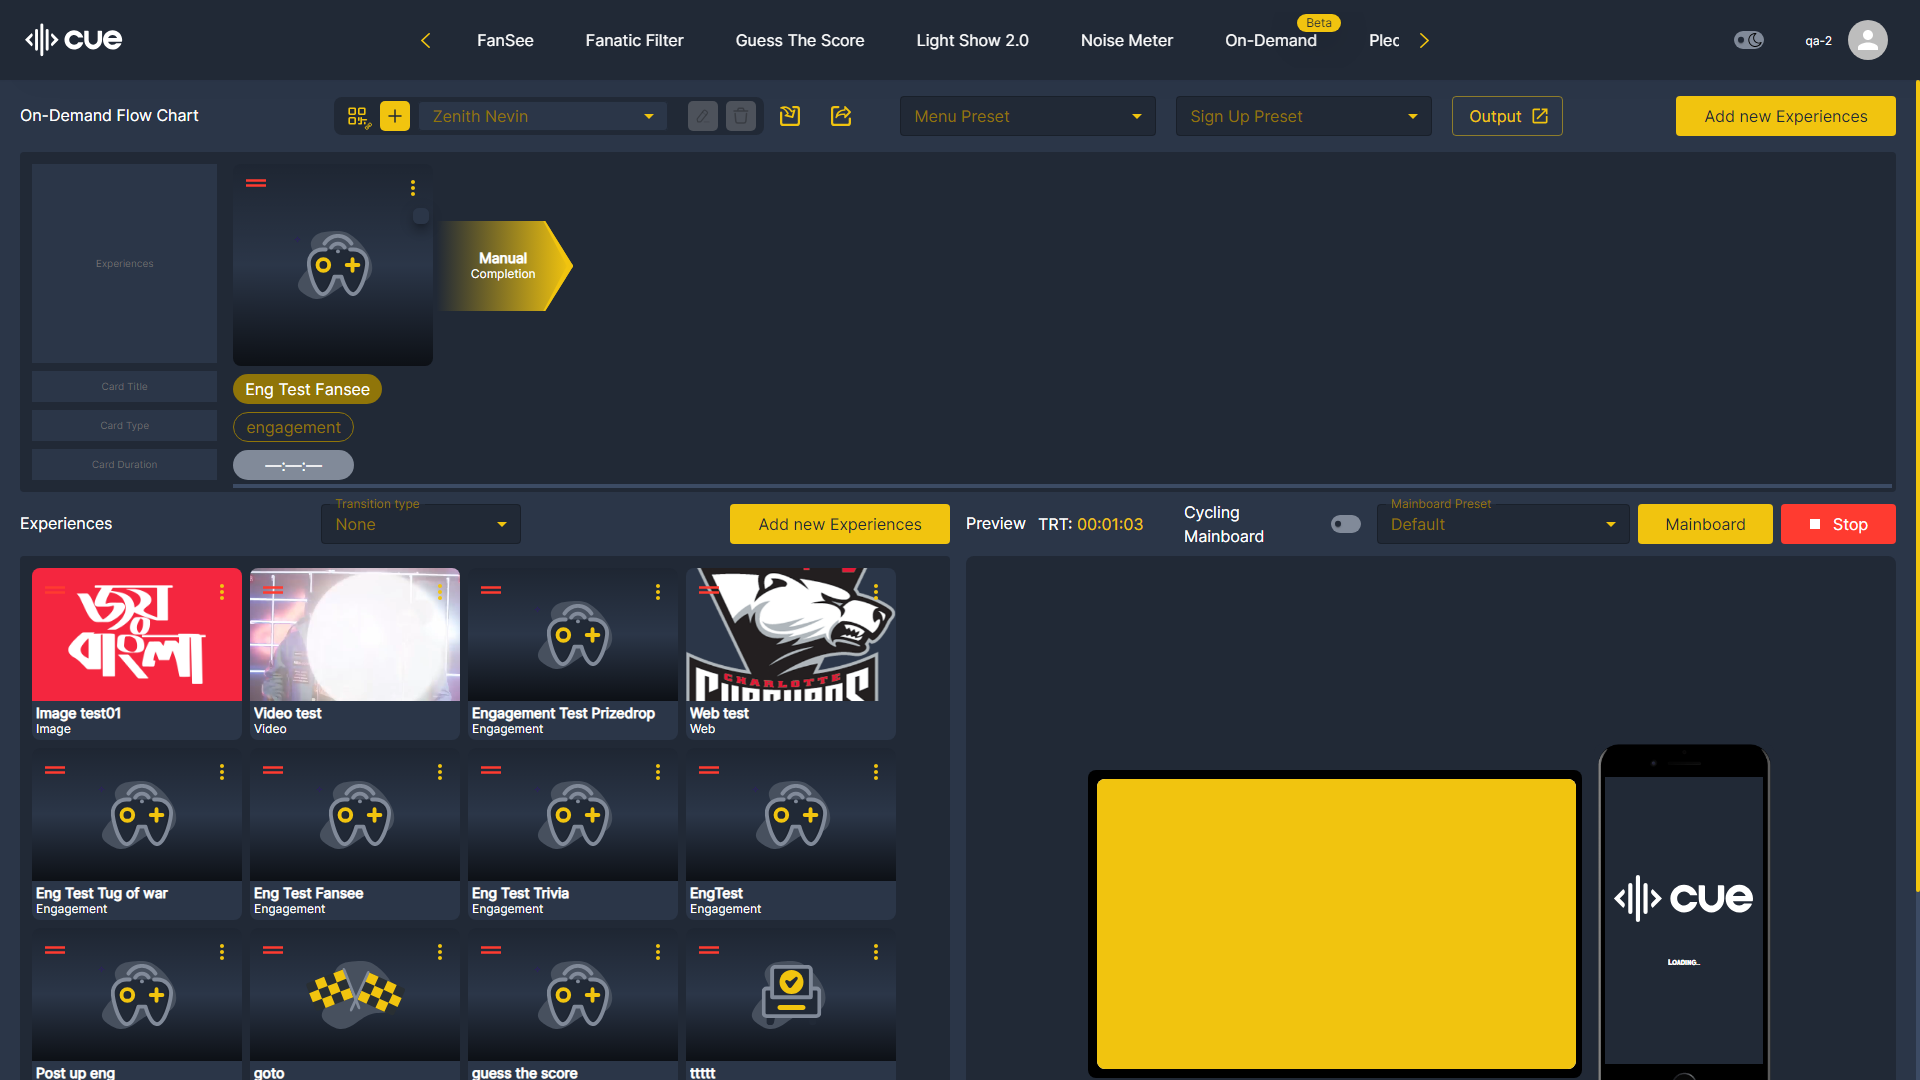 cue
FanSee
Fanatic Filter
Guess The Score
Light Show 2.0
Noise Meter
On-Demand
Beta
qa-2
On-Demand Flow Chart
Zenith Nevin
Menu Preset
Sign Up Preset
Output
Add new Experiences
Experiences
Manual
Completion
Card Title
Eng Test Fansee
Card Type
engagement
Card Duration
—:—:—
Experiences
Transition type
None
Add new Experiences
Preview
TRT: 00:01:03
Cycling
Mainboard
Mainboard Preset
Default
Mainboard
Stop
জয়
বাংলা
CHARLOTTE
Image test01
Image
Video test
Video
Engagement Test Prizedrop
Engagement
Web test
Web
Eng Test Tug of war
Engagement
Eng Test Fansee
Engagement
Eng Test Trivia
Engagement
EngTest
Engagement
Post up eng
goto
guess the score
ttttt
cue
LOADING...